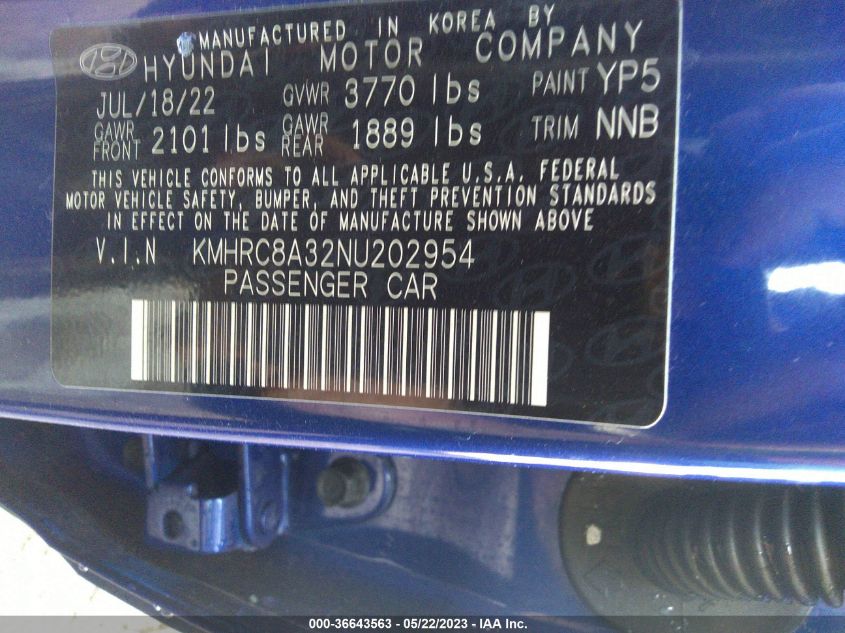 MANUFACTURED IN KOREA BY
HYUNDAI MOTOR COMPANY
JUL/18/22 GVWR 3770 lbs PAINT YP5
GAWR FRONT 2101 lbs GAWR REAR 1889 lbs TRIM NNB
THIS VEHICLE CONFORMS TO ALL APPLICABLE U.S.A. FEDERAL
MOTOR VEHICLE SAFETY, BUMPER, AND THEFT PREVENTION STANDARDS
IN EFFECT ON THE DATE OF MANUFACTURE SHOWN ABOVE
V.I.N KMHRC8A32NU202954
PASSENGER CAR
000-36643563 - 05/22/2023 - IAA Inc.